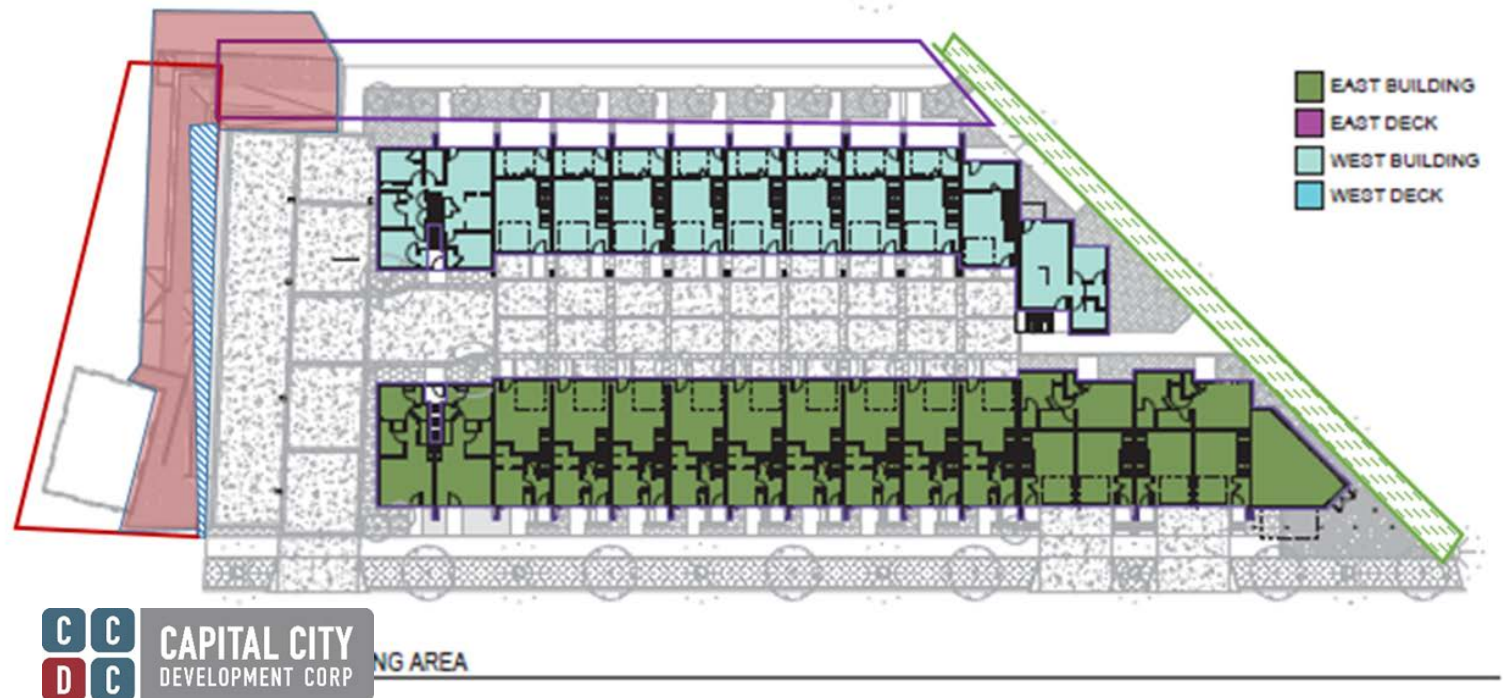 EAST BUILDING
EAST DECK
WEST BUILDING
WEST DECK
C C
D C
CAPITAL CITY
DEVELOPMENT CORP
NG AREA